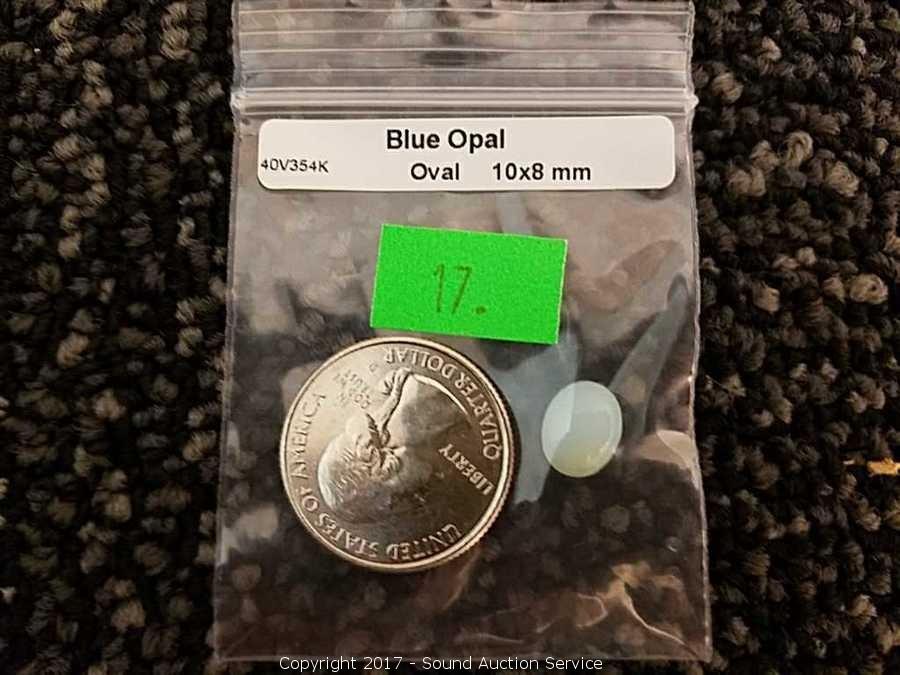 Blue Opal
40V354K Oval 10x8 mm
17.
UNITED STATES OF AMERICA
LIBERTY
QUARTER DOLLAR
IN
GOD WE
TRUST
P
Copyright 2017 - Sound Auction Service